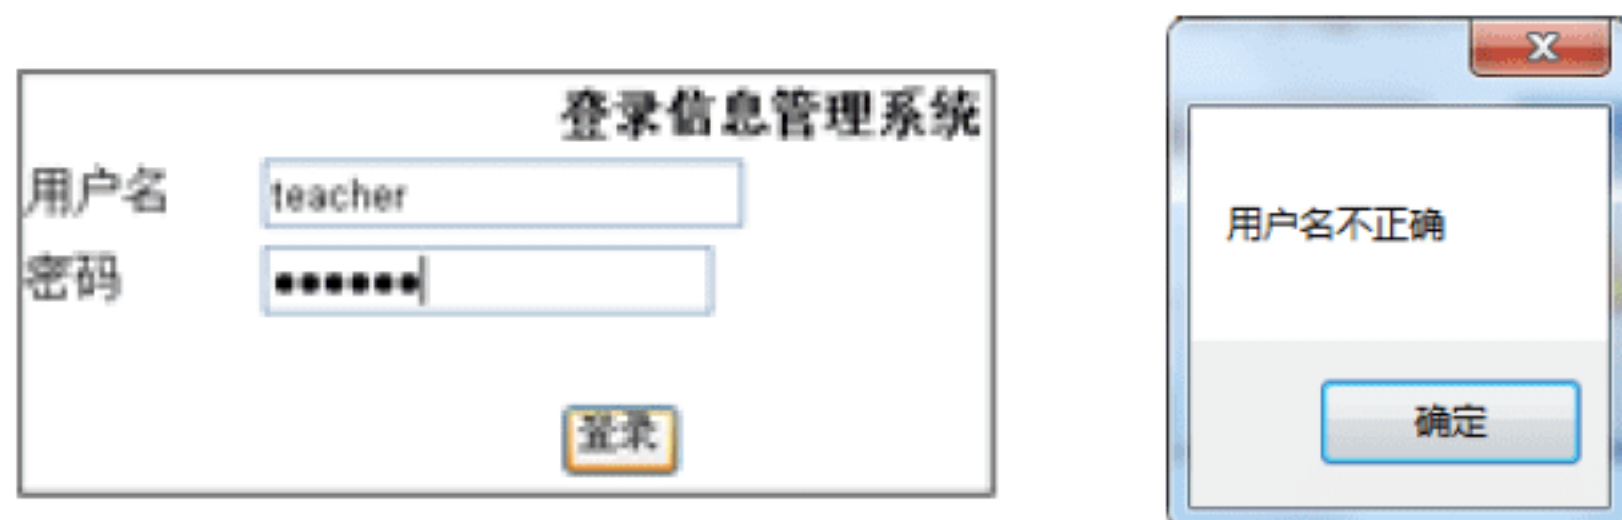 登录信息管理系统
用户名 teacher
密码 ••••••
登录
X
用户名不正确
确定